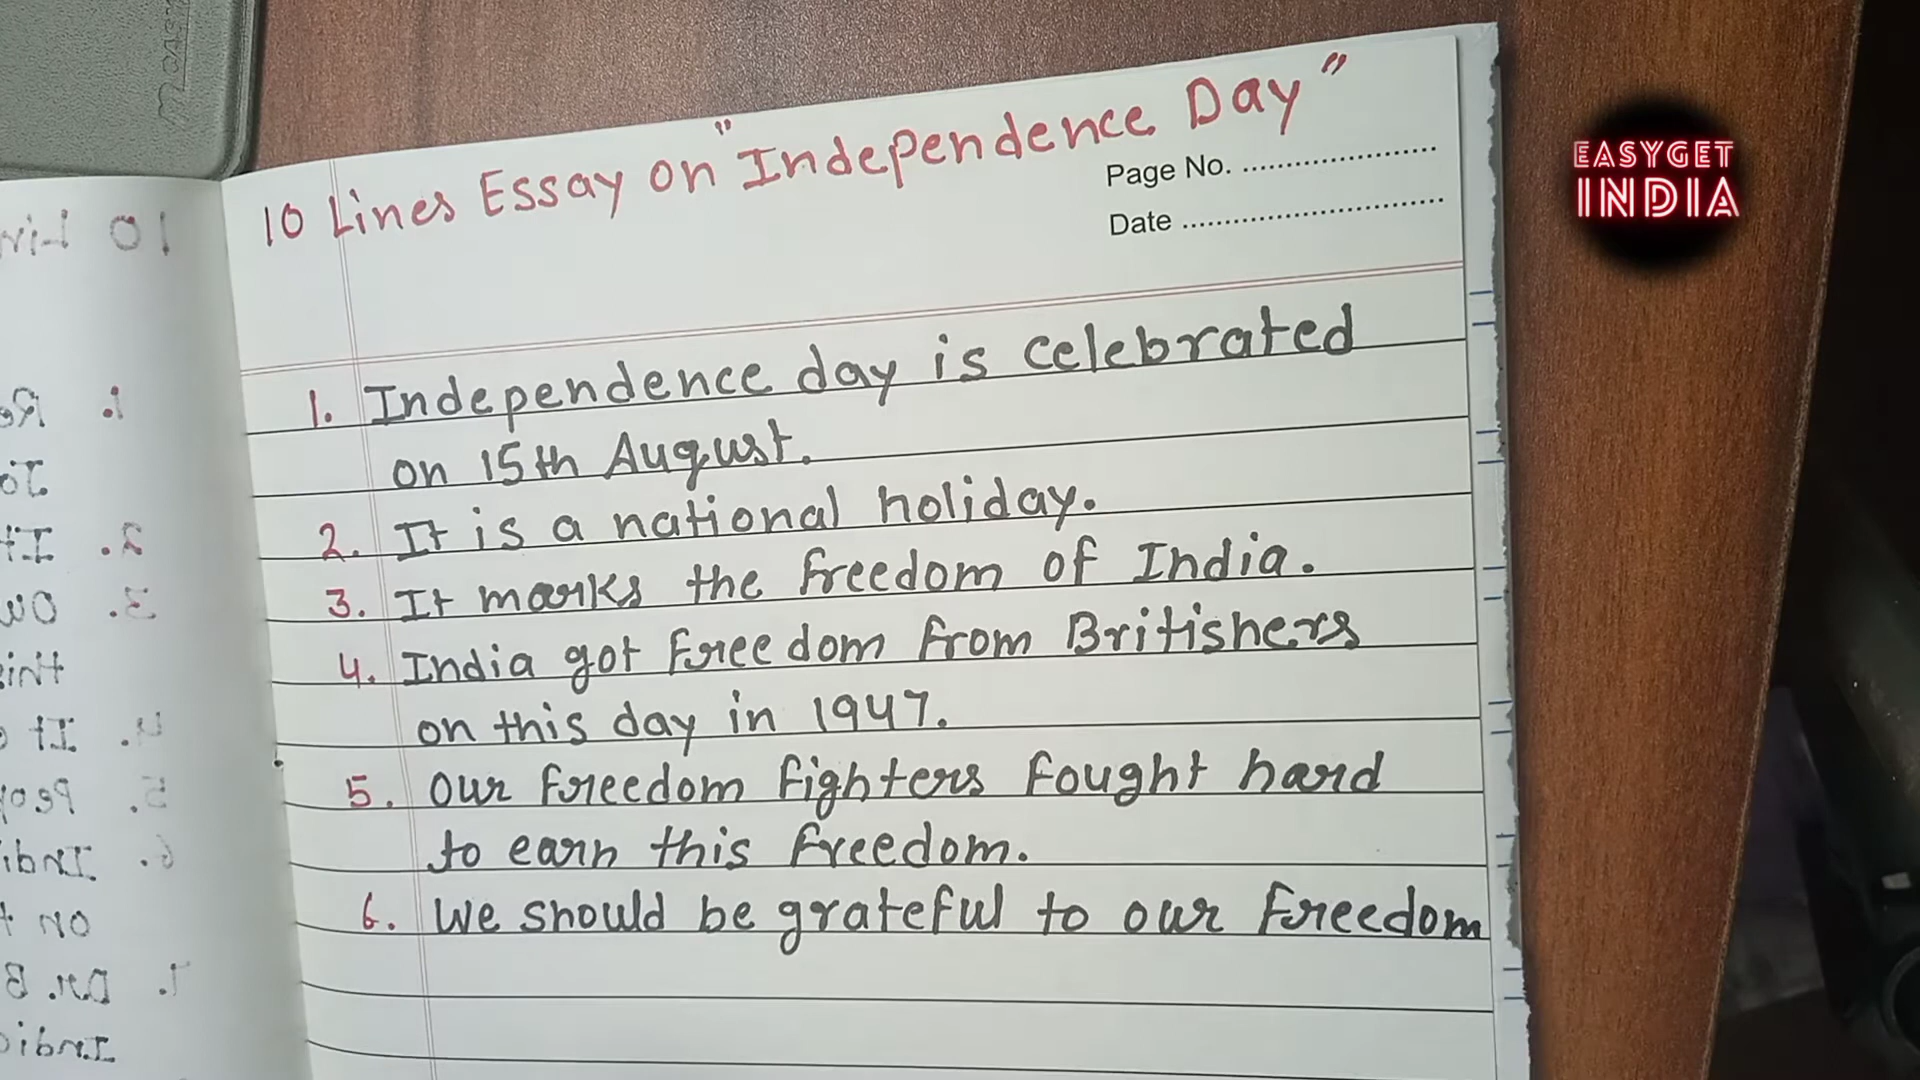 10 Lines Essay on "Independence Day"
Page No. ........................
Date ................................
1. Independence day is celebrated
on 15th August.
2. It is a national holiday.
3. It marks the freedom of India.
4. India got freedom from Britishers
on this day in 1947.
5. Our freedom fighters fought hard
to earn this freedom.
6. We should be grateful to our freedom
EASYGET
INDIA